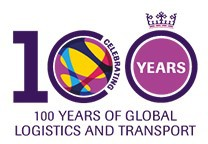 100
CELEBRATING
YEARS
100 YEARS OF GLOBAL
LOGISTICS AND TRANSPORT